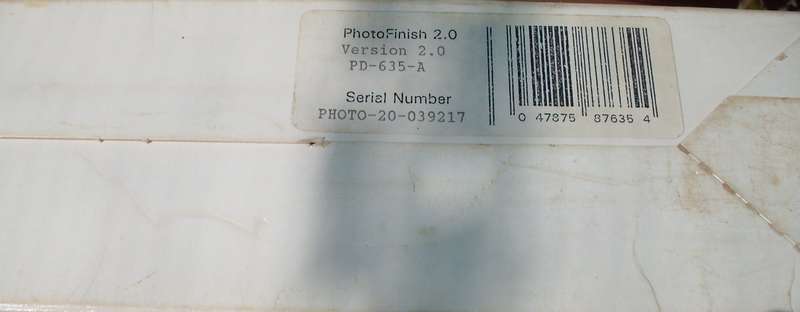 PhotoFinish 2.0
Version 2.0
PD-635-A
Serial Number
PHOTO-20-039217
0 47875 87635 4